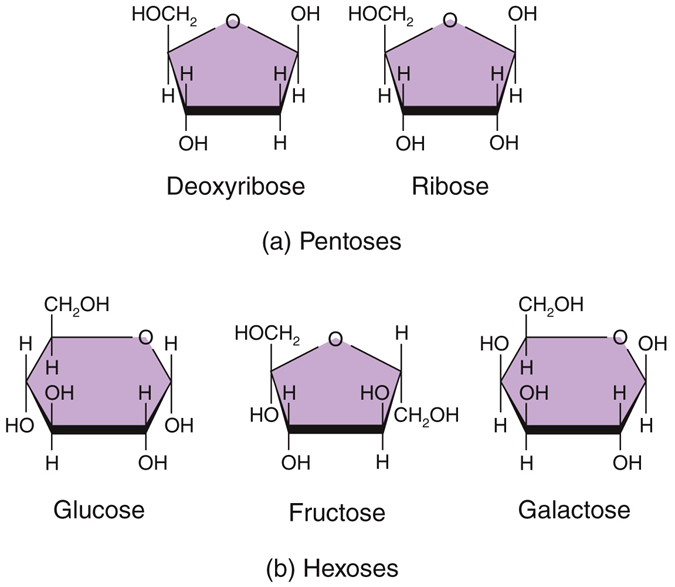 HOCH2 O OH HOCH2 O OH
H H H H
H H H H
OH H OH OH
Deoxyribose Ribose
(a) Pentoses
CH2OH CH2OH
H O H HOCH2 O H HO O OH
H H
OH H H HO OH H
HO OH HO CH2OH H H
H OH OH H H OH
Glucose Fructose Galactose
(b) Hexoses